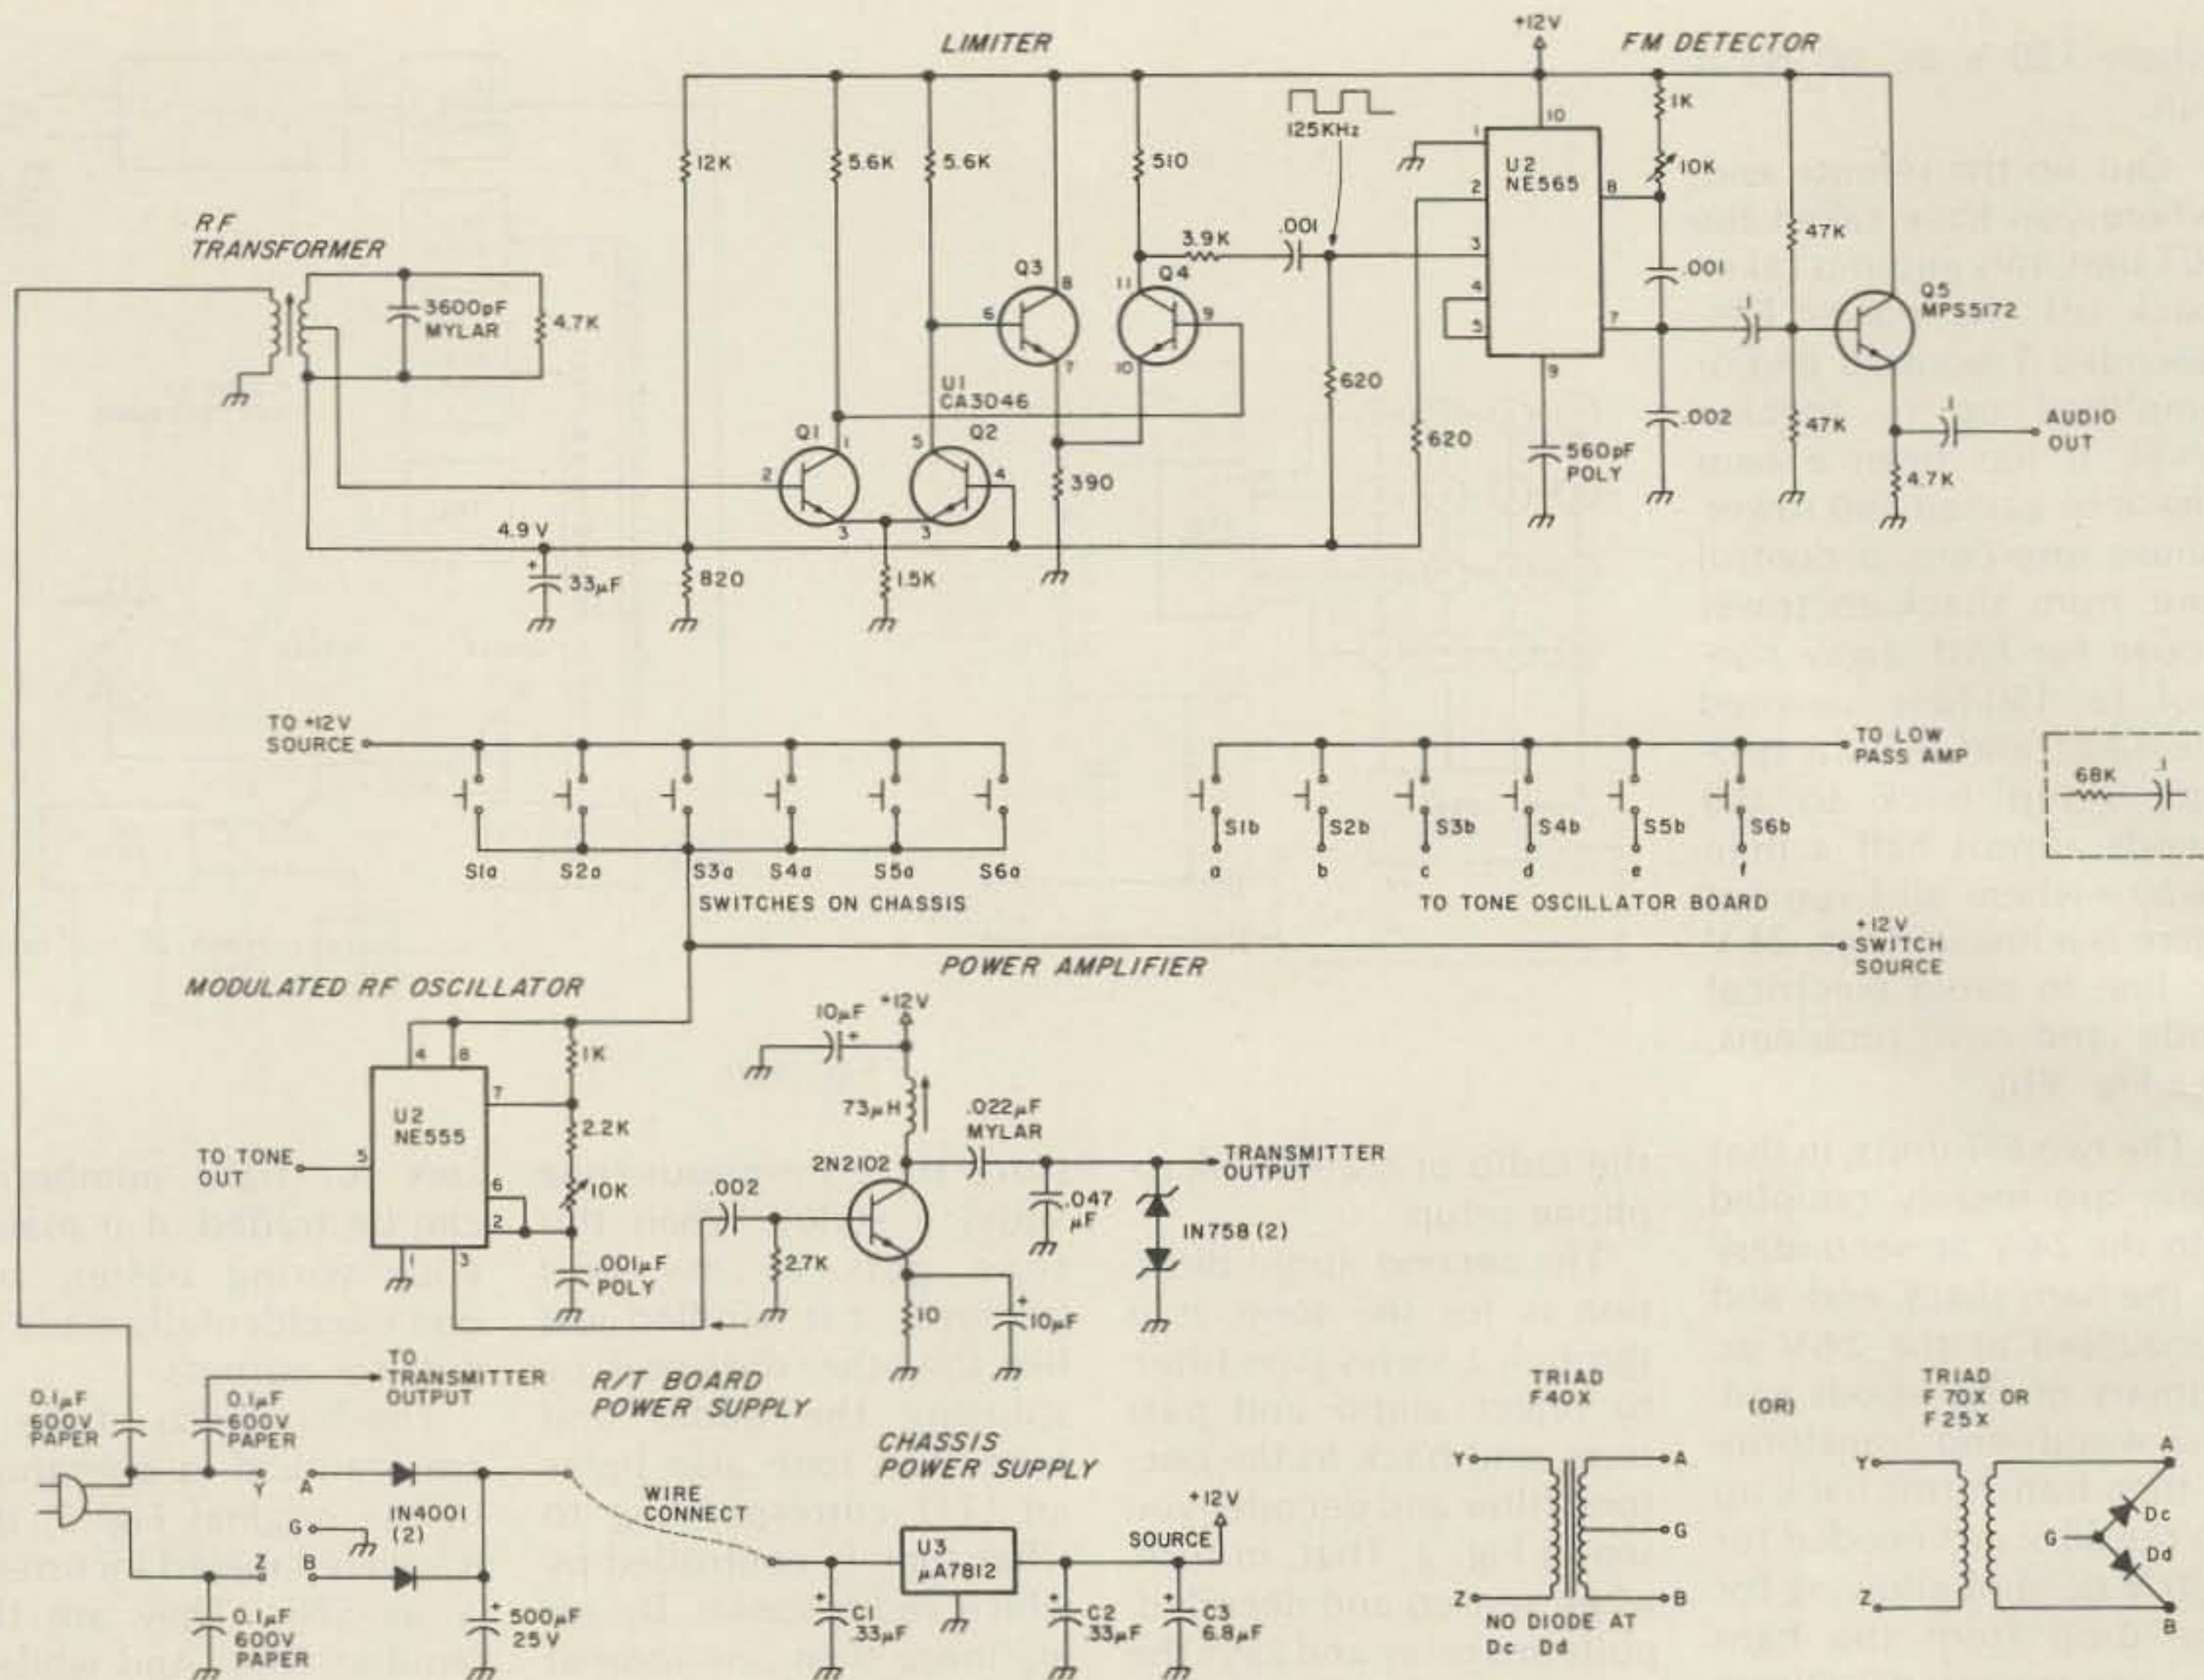 LIMITER
+12V
FM DETECTOR
RF
TRANSFORMER
3600pF
MYLAR
4.7K
12K
5.6K
5.6K
510
125KHz
3.9K
.001
Q3
8
6
7
Q4
11
9
10
U1
CA3046
Q1
1
2
3
Q2
5
4
3
4.9V
33µF
820
1.5K
390
620
620
10
1
U2
NE565
2
3
4
5
8
7
9
560pF
POLY
1K
10K
.001
.002
.1
47K
47K
Q5
MPS5172
.1
AUDIO
OUT
4.7K
TO +12V
SOURCE
S1a
S2a
S3a
S4a
S5a
S6a
SWITCHES ON CHASSIS
TO LOW
PASS AMP
S1b
S2b
S3b
S4b
S5b
S6b
a
b
c
d
e
f
TO TONE OSCILLATOR BOARD
68K
.1
+12V
SWITCH
SOURCE
MODULATED RF OSCILLATOR
POWER AMPLIFIER
4
8
1K
7
U2
NE555
2.2K
TO TONE
OUT
5
6
10K
2
1
3
.001µF
POLY
10µF
+
+12V
73µH
.022µF
MYLAR
2N2102
.002
2.7K
TRANSMITTER
OUTPUT
.047
µF
IN758 (2)
10
+
10µF
TO
TRANSMITTER
OUTPUT
R/T BOARD
POWER SUPPLY
0.1µF
600V
PAPER
0.1µF
600V
PAPER
Y
A
IN4001
(2)
G
Z
B
0.1µF
600V
PAPER
+
500µF
25V
WIRE
CONNECT
CHASSIS
POWER SUPPLY
+12V
SOURCE
U3
µA7812
+
C1
.33µF
+
C2
.33µF
+
C3
6.8µF
TRIAD
F40X
Y
A
G
Z
B
NO DIODE AT
Dc Dd
(OR)
TRIAD
F70X OR
F25X
Y
A
Dc
G
Dd
Z
B